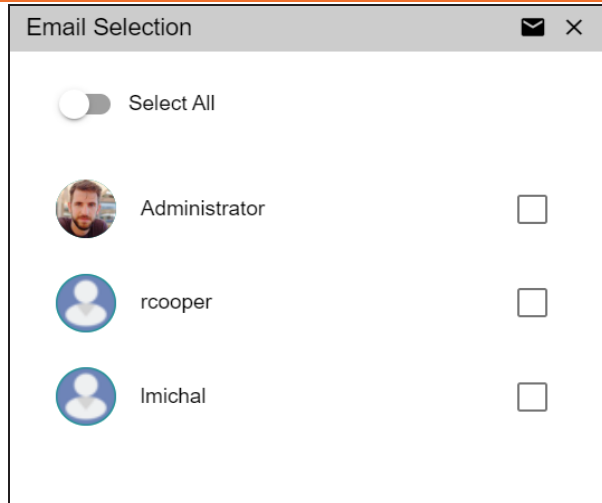 Email Selection
Select All
Administrator
rcooper
lmichal